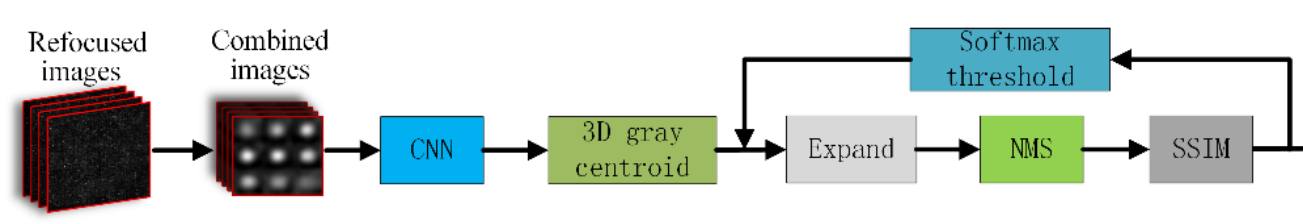 Refocused
images
Combined
images
CNN
3D gray
centroid
Softmax
threshold
Expand
NMS
SSIM